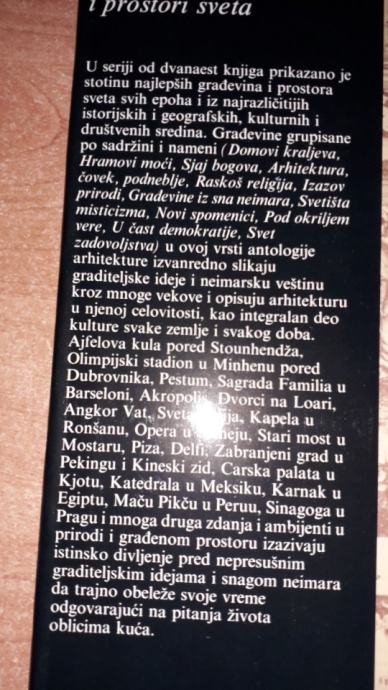 i prostori sveta
U seriji od dvanaest knjiga prikazano je
stotinu najlepših građevina i prostora
sveta svih epoha i iz najrazličitijih
istorijskih i geografskih, kulturnih i
društvenih sredina. Građevine grupisane
po sadržini i nameni (Domovi kraljeva,
Hramovi moći, Sjaj bogova, Arhitektura,
čovek, podneblje, Raskoš religija, Izazov
prirodi, Građevine iz sna neimara, Svetišta
misticizma, Novi spomenici, Pod okriljem
vere, U čast demokratije, Svet
zadovoljstva) u ovoj vrsti antologije
arhitekture izvanredno slikaju
graditeljske ideje i neimarsku veštinu
kroz mnoge vekove i opisuju arhitekturu
u njenoj celovitosti, kao integralan deo
kulture svake zemlje i svakog doba.
Ajfelova kula pored Stounhendža,
Olimpijski stadion u Minhenu pored
Dubrovnika, Pestum, Sagrada Familia u
Barseloni, Akropolis, Dvorci na Loari,
Angkor Vat, Sveta Kapela u
Ronšanu, Opera u Stari most u
Mostaru, Piza, Delfi, Zabranjeni grad u
Pekingu i Kineski zid, Carska palata u
Kjotu, Katedrala u Meksiku, Karnak u
Egiptu, Maču Pikču u Peruu, Sinagoga u
Pragu i mnoga druga zdanja i ambijenti u
prirodi i građenom prostoru izazivaju
istinsko divljenje pred nepresušnim
graditeljskim idejama i snagom neimara
da trajno obeleže svoje vreme
odgovarajući na pitanja života
oblicima kuća.